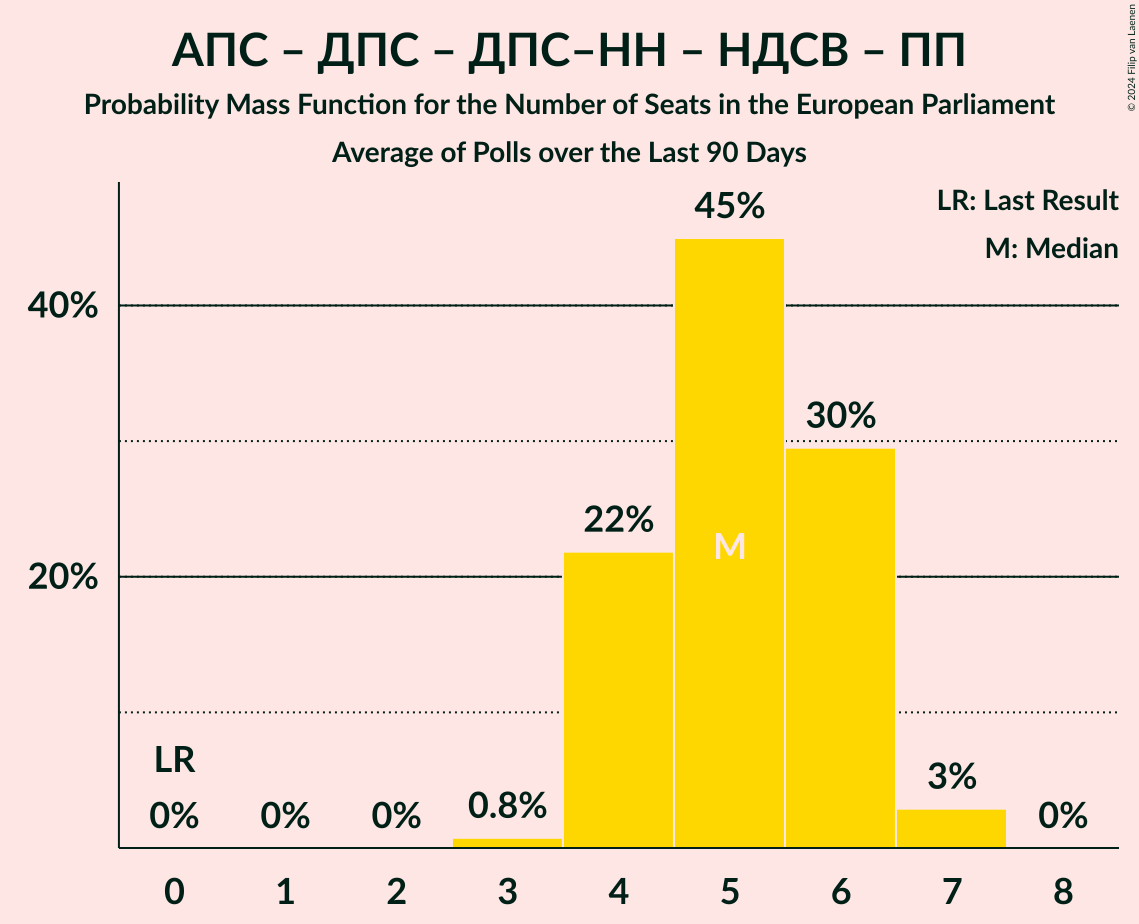 АПС – ДПС – ДПС–НН – НДСВ – ПП
Probability Mass Function for the Number of Seats in the European Parliament
Average of Polls over the Last 90 Days
© 2024 Filip van Laenen
LR: Last Result
M: Median
45%
40%
30%
22%
M
20%
LR
3%
0.8%
0% 0% 0% 0%
0 1 2 3 4 5 6 7 8